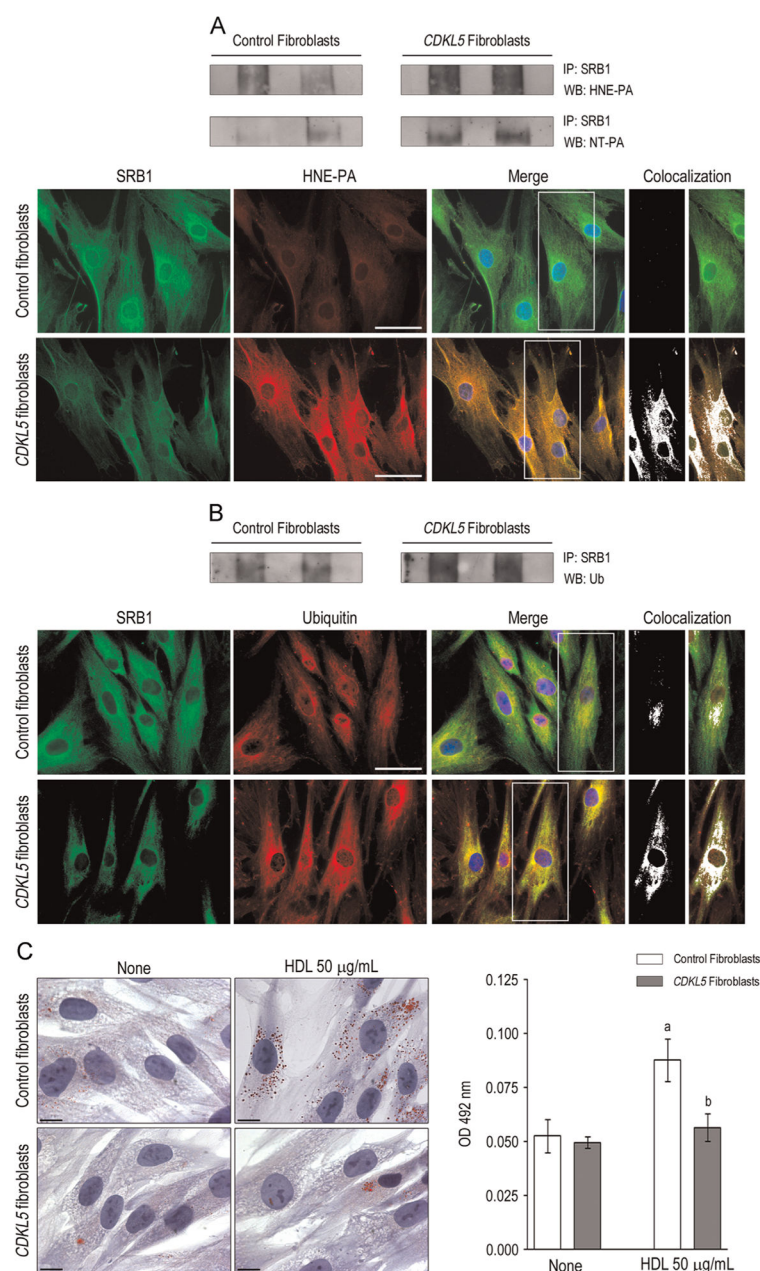 A
Control Fibroblasts
CDKL5 Fibroblasts
IP: SRB1
WB: HNE-PA
IP: SRB1
WB: NT-PA
SRB1 HNE-PA Merge Colocalization
Control fibroblasts
CDKL5 fibroblasts
B
Control Fibroblasts
CDKL5 Fibroblasts
IP: SRB1
WB: Ub
SRB1 Ubiquitin Merge Colocalization
Control fibroblasts
CDKL5 fibroblasts
C
None HDL 50 μg/mL
Control fibroblasts
CDKL5 fibroblasts
Control Fibroblasts
CDKL5 Fibroblasts
OD 492 nm
0.125
0.100
0.075
0.050
0.025
0.000
a
b
None HDL 50 μg/mL